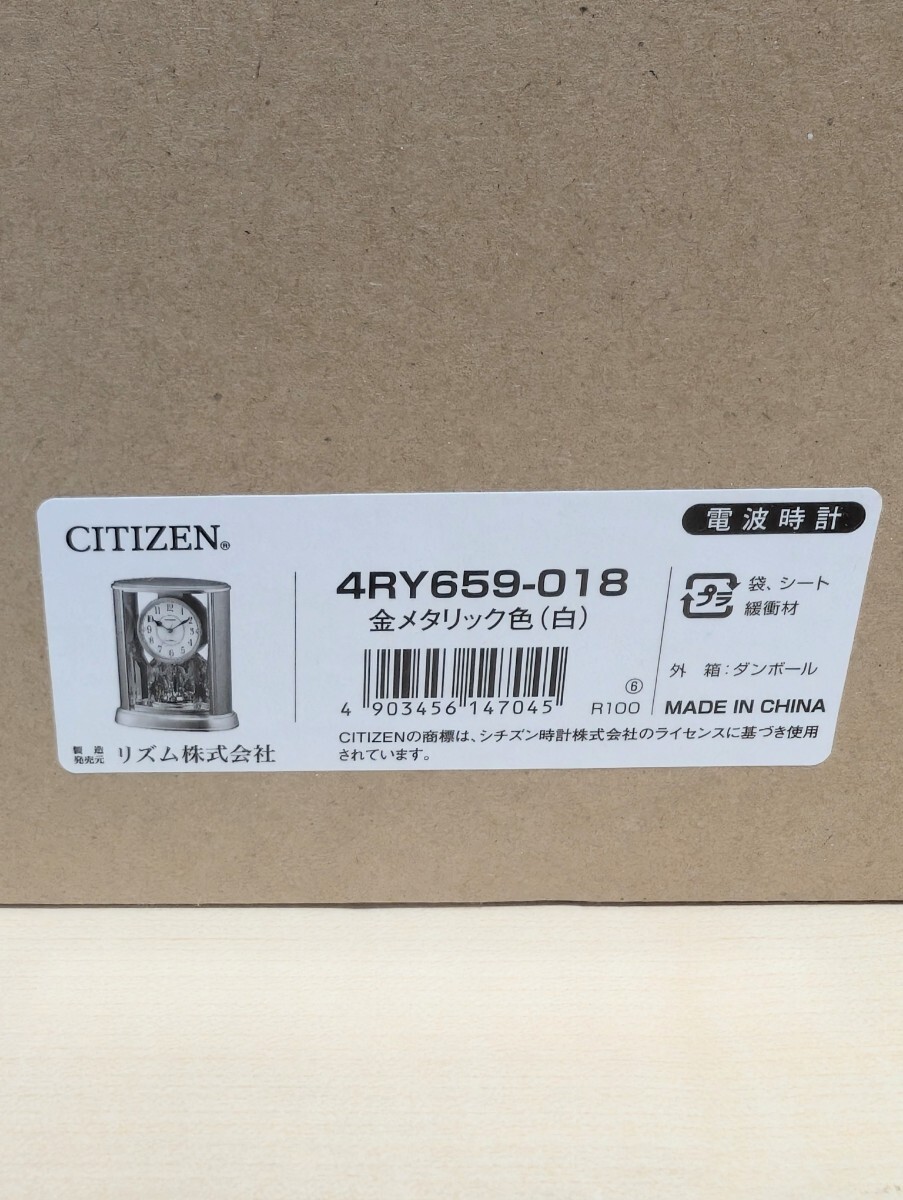 CITIZEN®
電波時計
4RY659-018
金メタリック色(白)
プラ
袋、シート
緩衝材
外 箱:ダンボール
4 903456 147045
⑥
R100
MADE IN CHINA
CITIZENの商標は、シチズン時計株式会社のライセンスに基づき使用
されています。
製 造
発売元
リズム株式会社